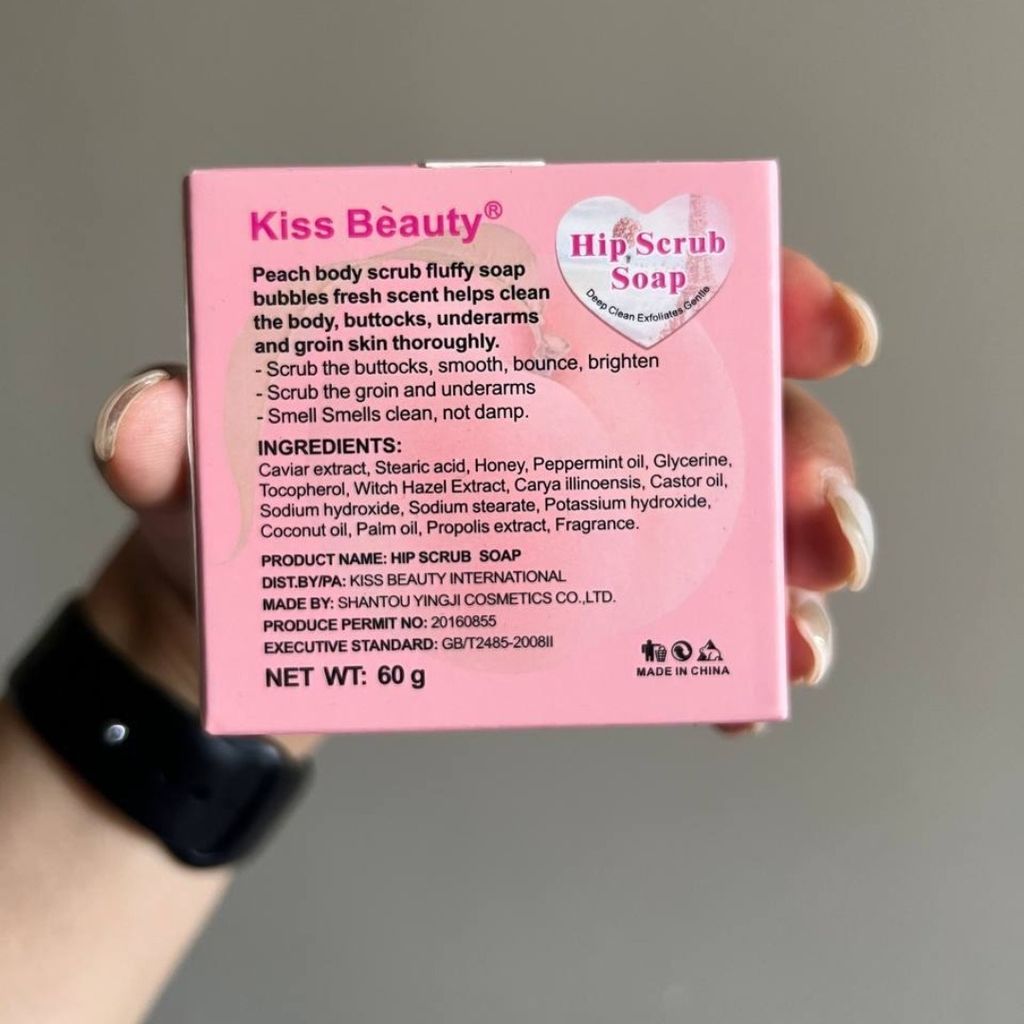 Kiss Bèauty®
Hip Scrub
Soap
Deep Clean Exfoliates Gentle
Peach body scrub fluffy soap
bubbles fresh scent helps clean
the body, buttocks, underarms
and groin skin thoroughly.
- Scrub the buttocks, smooth, bounce, brighten
- Scrub the groin and underarms
- Smell Smells clean, not damp.
INGREDIENTS:
Caviar extract, Stearic acid, Honey, Peppermint oil, Glycerine,
Tocopherol, Witch Hazel Extract, Carya illinoensis, Castor oil,
Sodium hydroxide, Sodium stearate, Potassium hydroxide,
Coconut oil, Palm oil, Propolis extract, Fragrance.
PRODUCT NAME: HIP SCRUB SOAP
DIST.BY/PA: KISS BEAUTY INTERNATIONAL
MADE BY: SHANTOU YINGJI COSMETICS CO.,LTD.
PRODUCE PERMIT NO: 20160855
EXECUTIVE STANDARD: GB/T2485-2008II
NET WT: 60 g
MADE IN CHINA